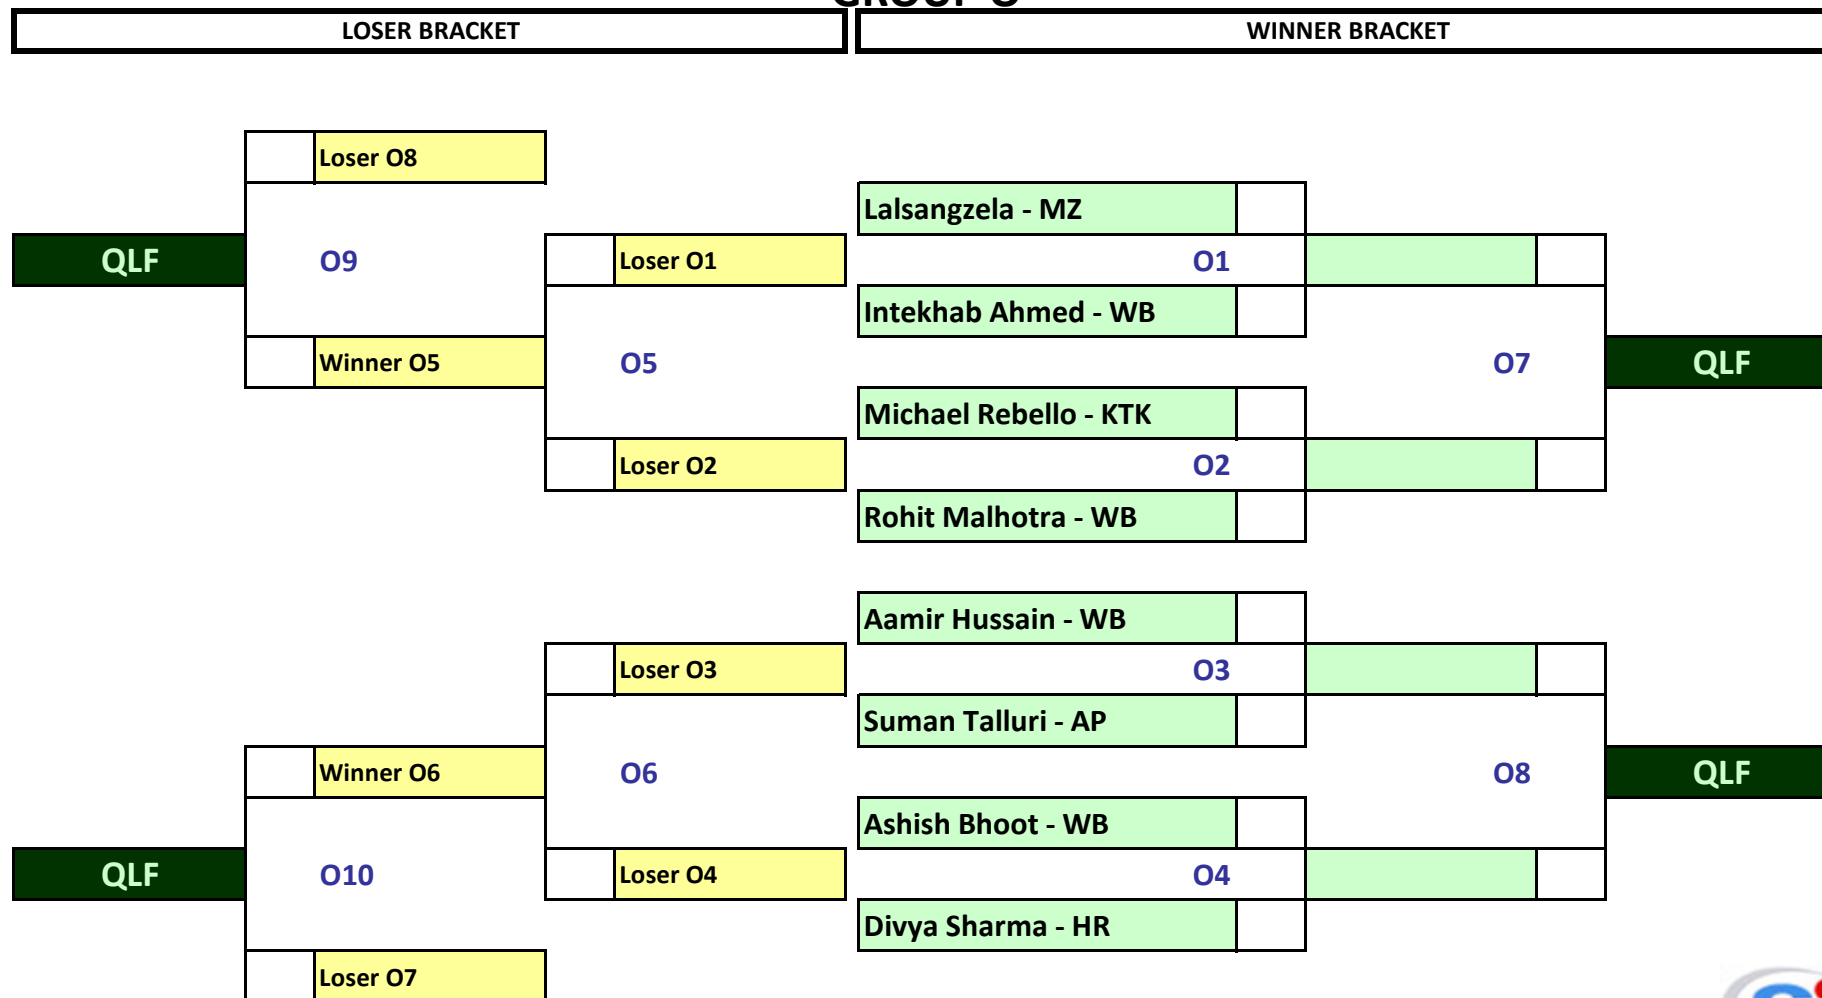 GROUP O
LOSER BRACKET
WINNER BRACKET
Loser O8
Lalsangzela - MZ
QLF
O9
Loser O1
O1
Intekhab Ahmed - WB
Winner O5
O5
O7
QLF
Michael Rebello - KTK
Loser O2
O2
Rohit Malhotra - WB
Aamir Hussain - WB
Loser O3
O3
Suman Talluri - AP
Winner O6
O6
O8
QLF
Ashish Bhoot - WB
QLF
O10
Loser O4
O4
Divya Sharma - HR
Loser O7